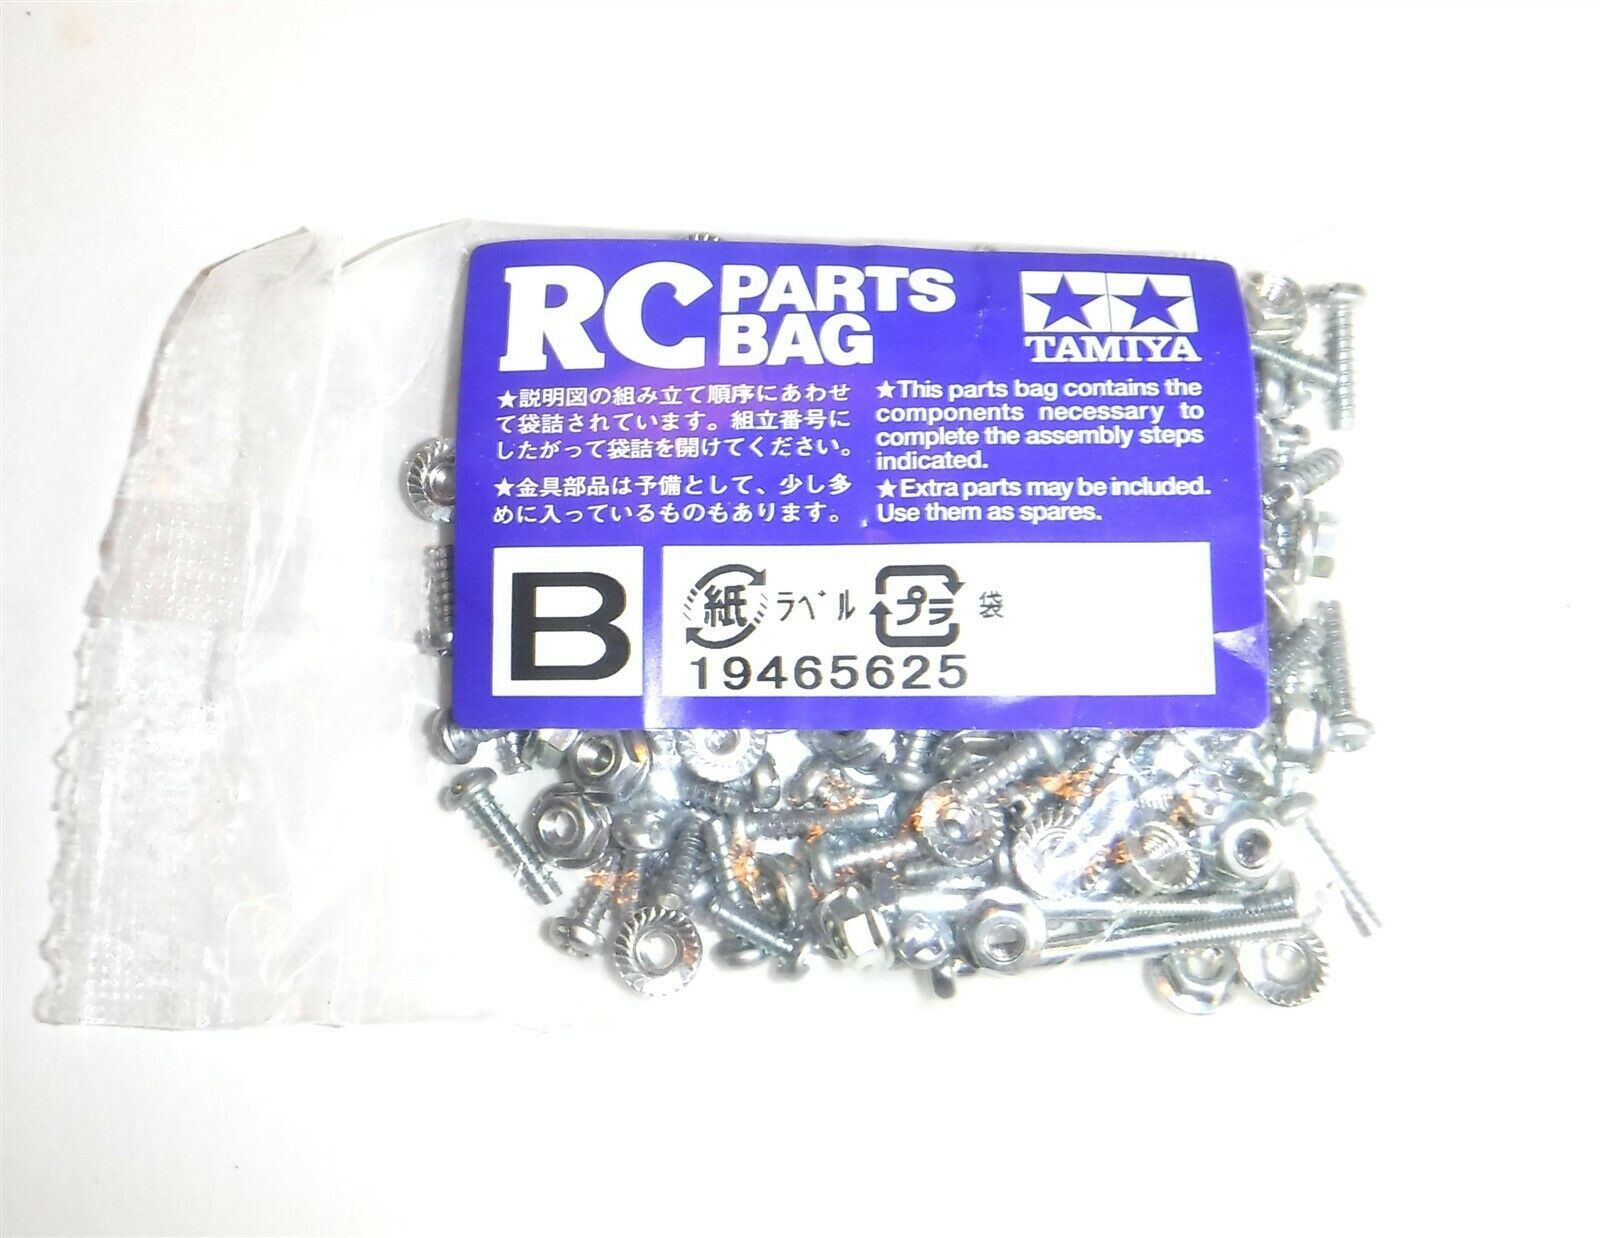 RC PARTS
BAG
TAMIYA
★説明図の組み立て順序にあわせ
て袋詰されています。組立番号に
したがって袋詰を開けてください。
★金具部品は予備として、少し多
めに入っているものもあります。
★This parts bag contains the
components necessary to
complete the assembly steps
indicated.
★Extra parts may be included.
Use them as spares.
B
紙 ラベル プラ 袋
19465625